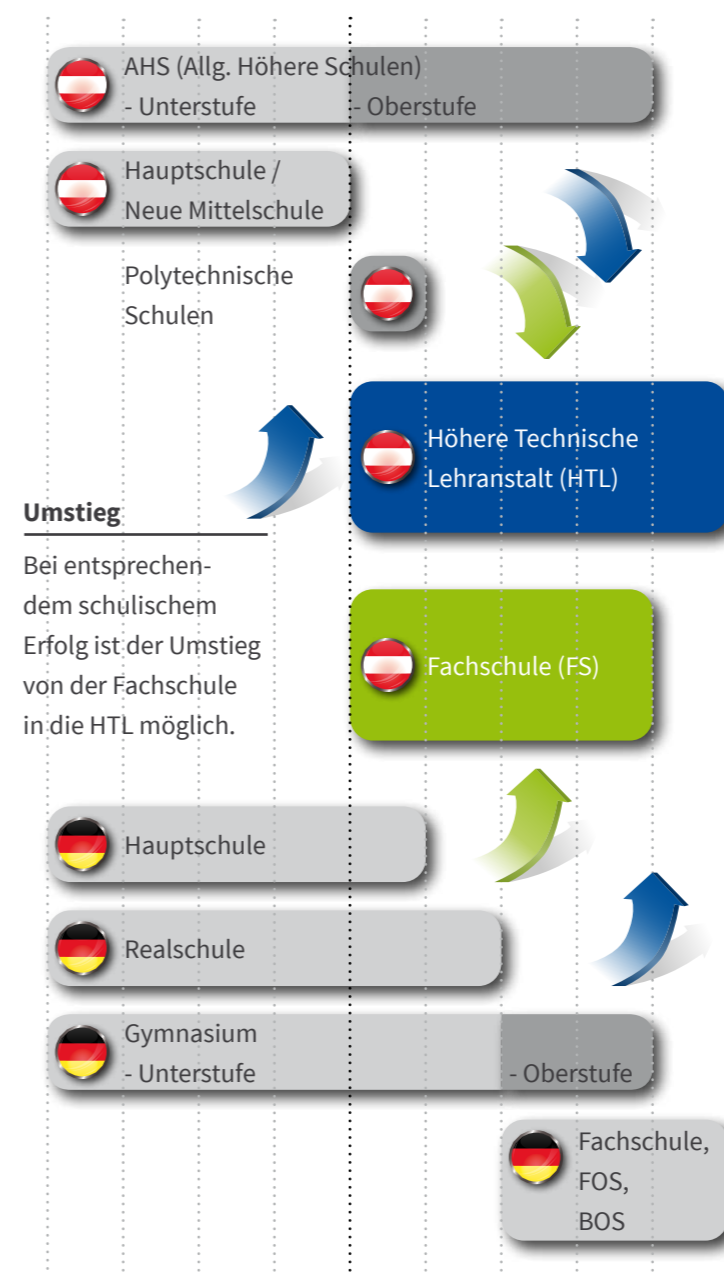 AHS (Allg. Höhere Schulen)
- Unterstufe - Oberstufe
Hauptschule /
Neue Mittelschule
Polytechnische
Schulen
Höhere Technische
Lehranstalt (HTL)
Umstieg
Bei entsprechen-
dem schulischem
Erfolg ist der Umstieg
von der Fachschule
in die HTL möglich.
Fachschule (FS)
Hauptschule
Realschule
Gymnasium
- Unterstufe - Oberstufe
Fachschule,
FOS,
BOS